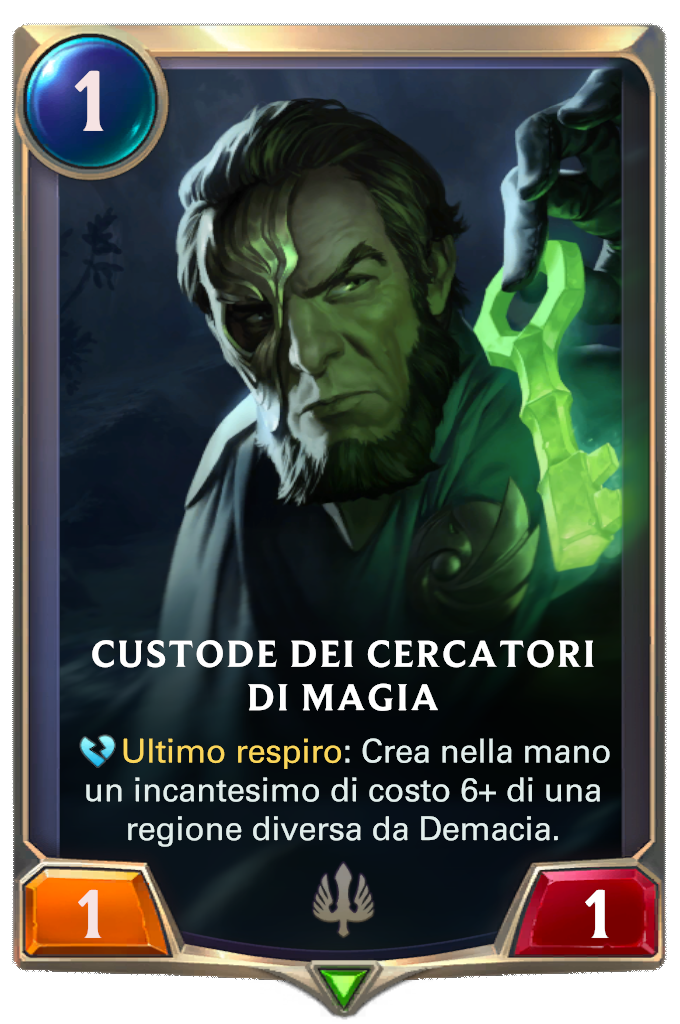 1
CUSTODE DEI CERCATORI
DI MAGIA
Ultimo respiro: Crea nella mano
un incantesimo di costo 6+ di una
regione diversa da Demacia.
1
1